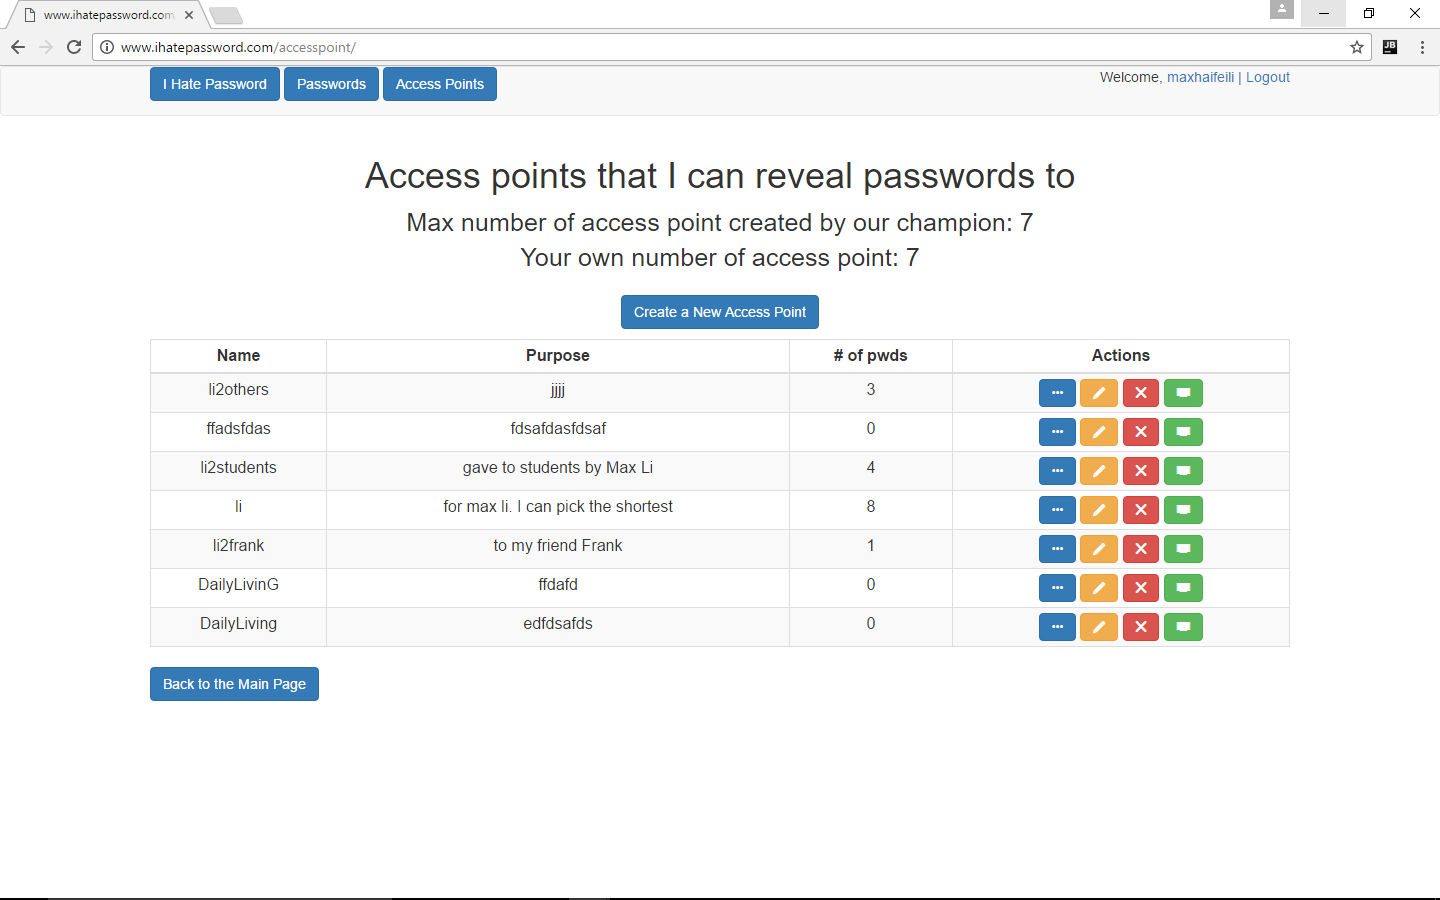 www.ihatepassword.com
www.ihatepassword.com/accesspoint/
JB
I Hate Password Passwords Access Points Welcome, maxhaifeili | Logout
Access points that I can reveal passwords to
Max number of access point created by our champion: 7
Your own number of access point: 7
Create a New Access Point
Name Purpose # of pwds Actions
li2others jjjj 3
ffadsfdas fdsafdasfdsaf 0
li2students gave to students by Max Li 4
li for max li. I can pick the shortest 8
li2frank to my friend Frank 1
DailyLivinG ffdafd 0
DailyLiving edfdsafds 0
Back to the Main Page